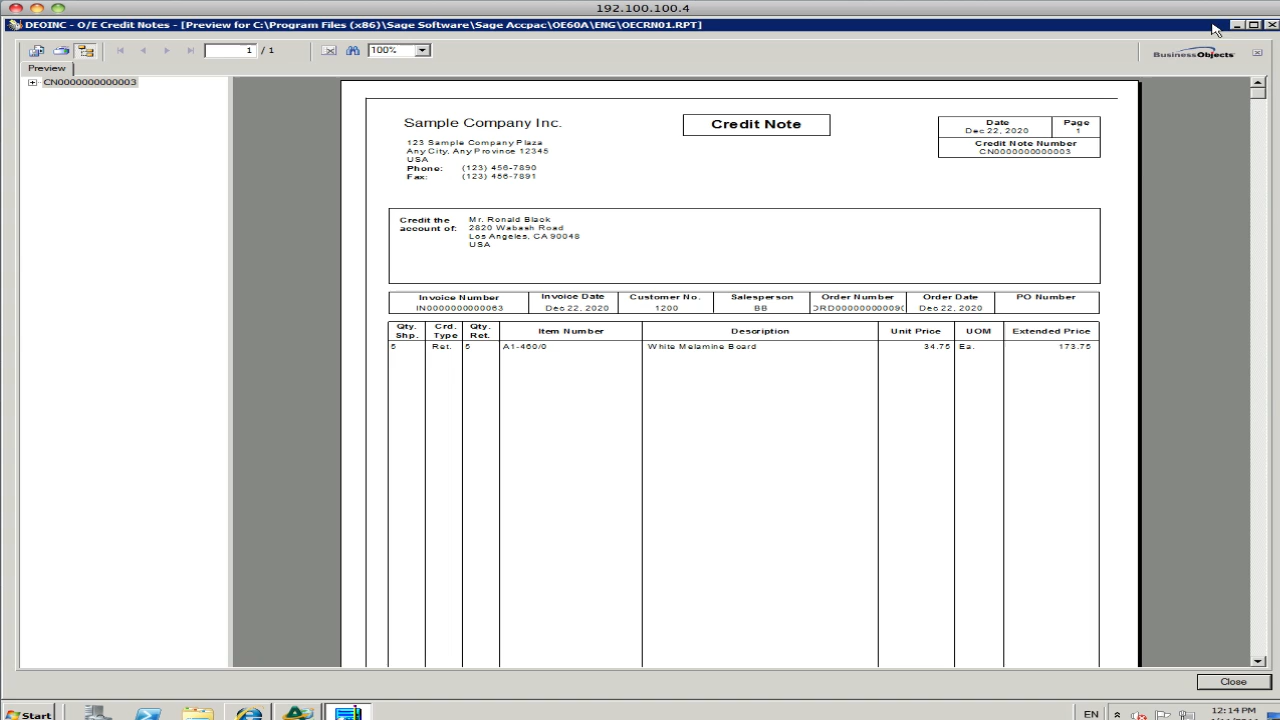 192.100.100.4
DEOINC - O/E Credit Notes - [Preview for C:\Program Files (x86)\Sage Software\Sage Accpac\OE60A\ENG\OECRN01.RPT]
1 / 1
100%
BusinessObjects
Preview
CN0000000000003
Sample Company Inc.
Credit Note
Date
Page
Dec 22, 2020
1
123 Sample Company Plaza
Any City, Any Province 12345
USA
Credit Note Number
CN0000000000003
Phone: (123) 456-7890
Fax: (123) 456-7891
Credit the account of:
Mr. Ronald Black
2820 Wabash Road
Los Angeles, CA 90048
USA
Invoice Number Invoice Date Customer No. Salesperson Order Number Order Date PO Number
IN0000000000063 Dec 22, 2020 1200 BB Dec 22, 2020
Qty. Shp. Crd. Type Qty. Ret. Item Number Description Unit Price UOM Extended Price
5 Ret. 5 A1-460/0 White Melamine Board 34.75 Ea. 173.75
Close
Start
EN
12:14 PM